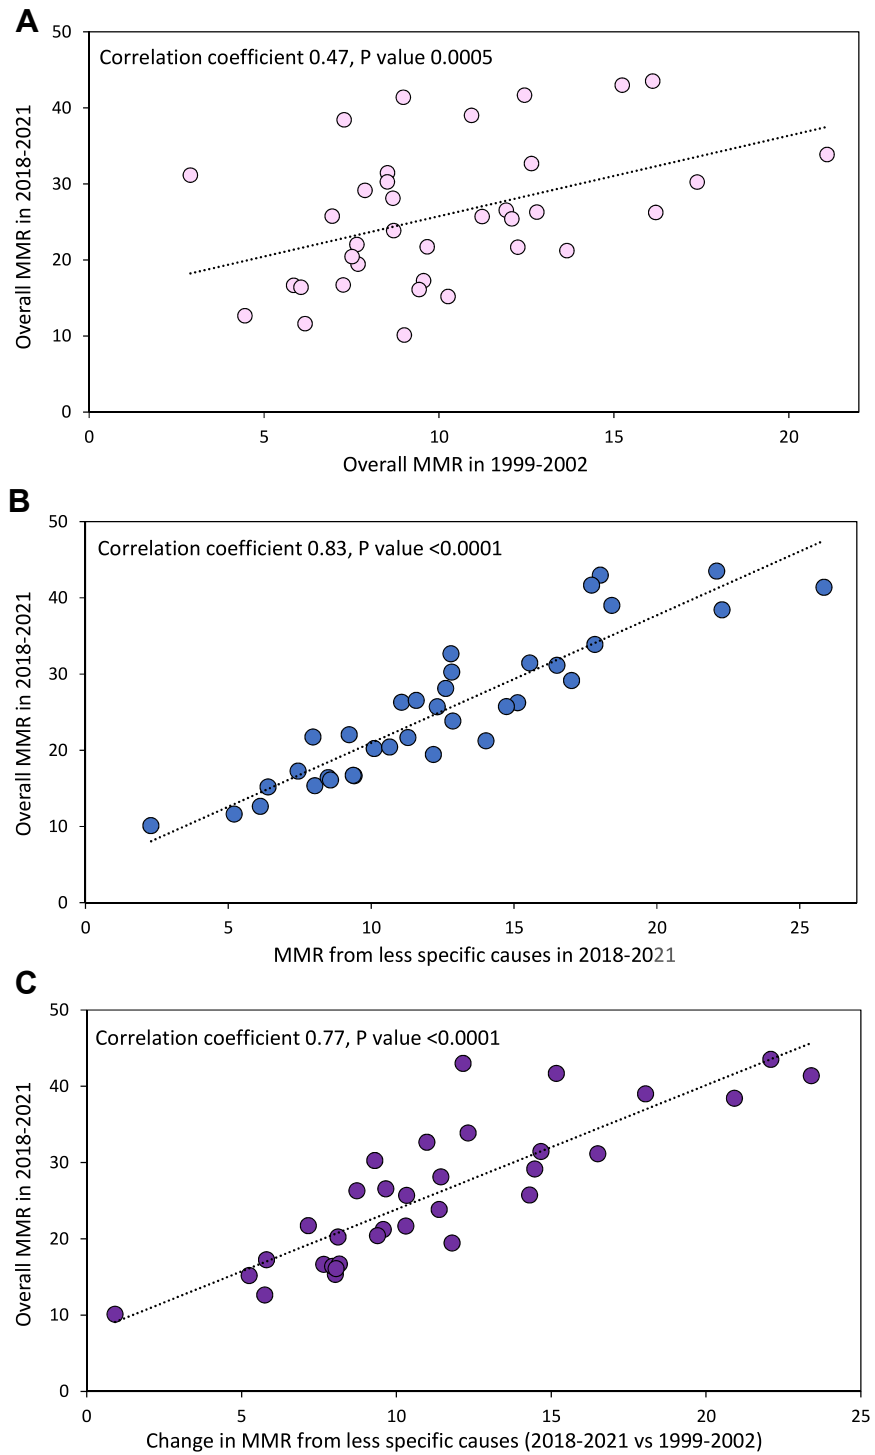 A
50
Correlation coefficient 0.47, P value 0.0005
40
30
20
10
0
Overall MMR in 2018-2021
0 5 10 15 20
Overall MMR in 1999-2002
B
50
Correlation coefficient 0.83, P value <0.0001
40
30
20
10
0
Overall MMR in 2018-2021
0 5 10 15 20 25
MMR from less specific causes in 2018-2021
C
50
Correlation coefficient 0.77, P value <0.0001
40
30
20
10
0
Overall MMR in 2018-2021
0 5 10 15 20 25
Change in MMR from less specific causes (2018-2021 vs 1999-2002)